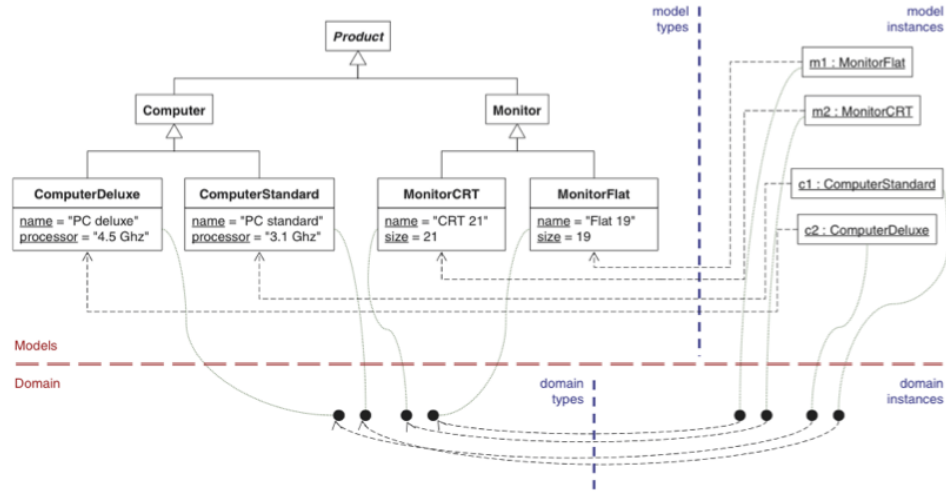 model
types
model
instances
Product
m1 : MonitorFlat
Computer
Monitor
m2 : MonitorCRT
ComputerDeluxe
name = "PC deluxe"
processor = "4.5 Ghz"
ComputerStandard
name = "PC standard"
processor = "3.1 Ghz"
MonitorCRT
name = "CRT 21"
size = 21
MonitorFlat
name = "Flat 19"
size = 19
c1 : ComputerStandard
c2 : ComputerDeluxe
Models
Domain
domain
types
domain
instances